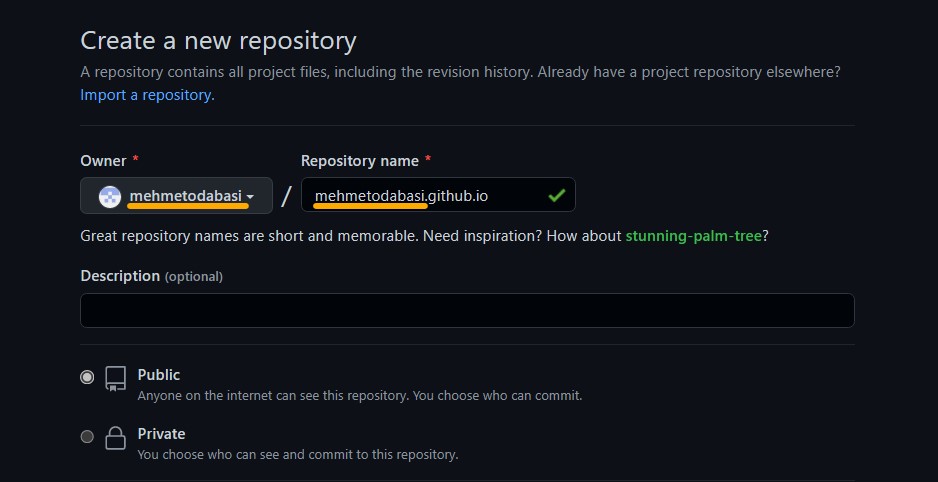 Create a new repository
A repository contains all project files, including the revision history. Already have a project repository elsewhere?
Import a repository.
Owner * Repository name *
mehmetodabasi / mehmetodabasi.github.io
Great repository names are short and memorable. Need inspiration? How about stunning-palm-tree?
Description (optional)
Public
Anyone on the internet can see this repository. You choose who can commit.
Private
You choose who can see and commit to this repository.